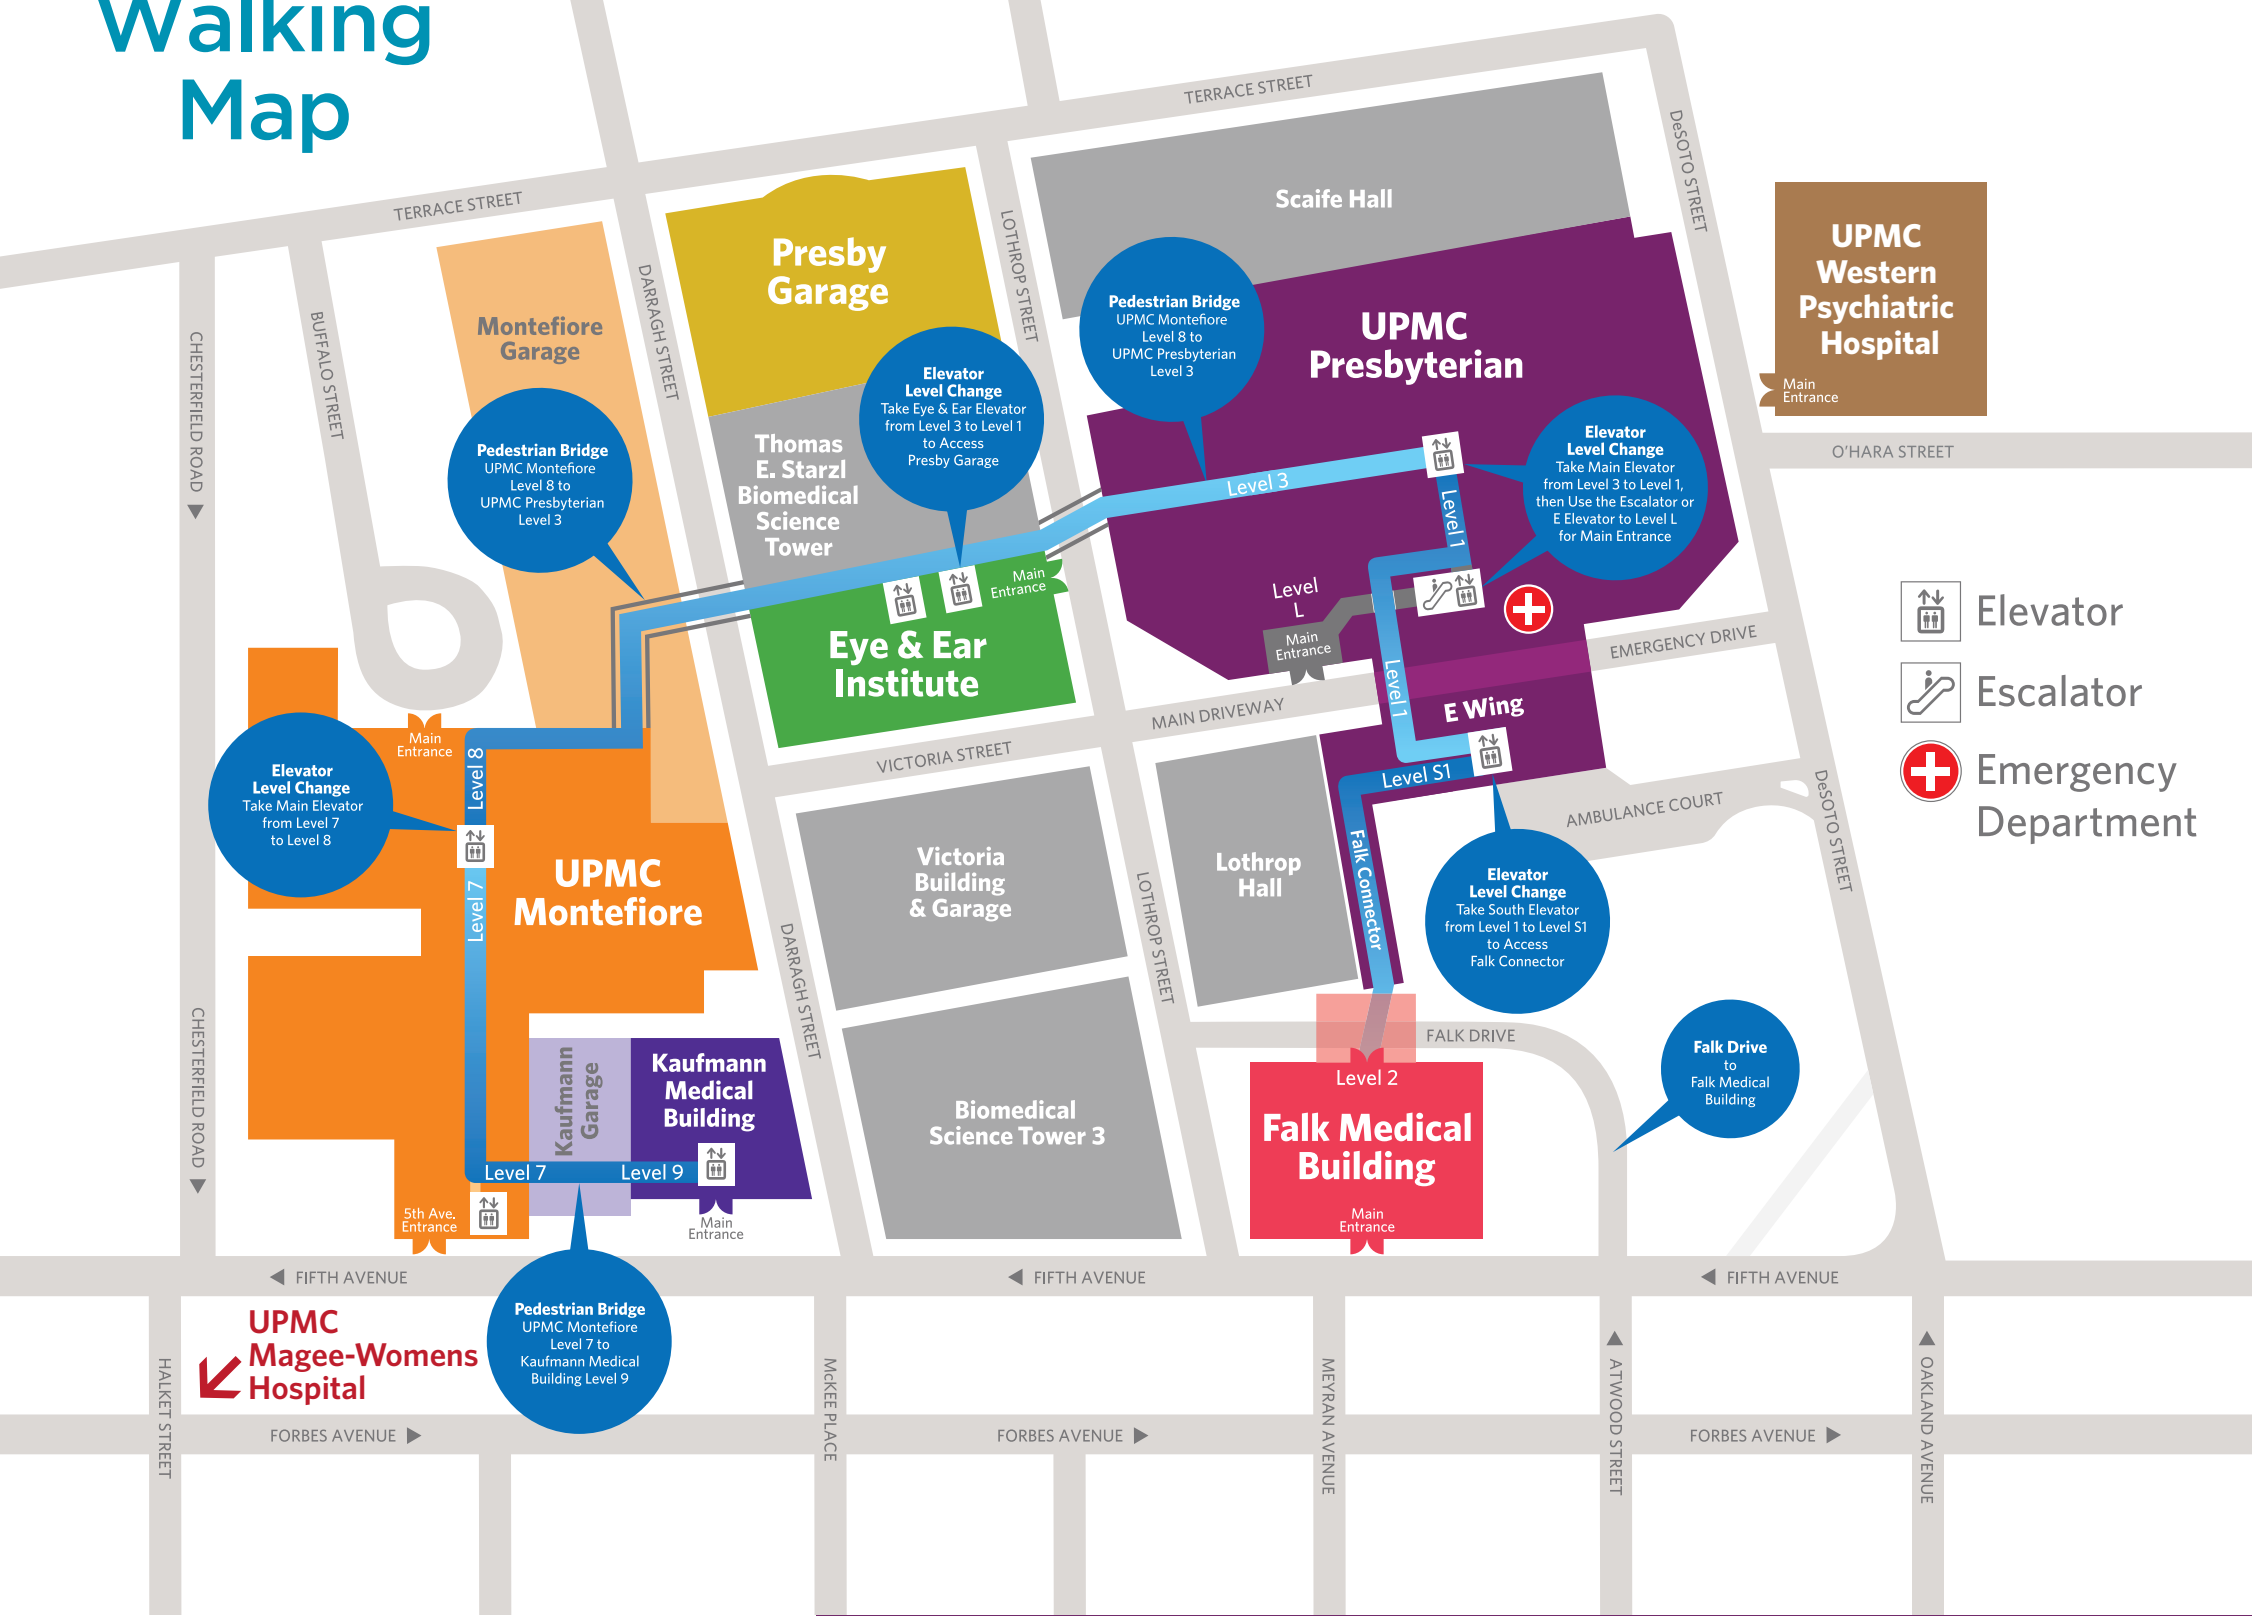 Walking
Map
TERRACE STREET
TERRACE STREET
CHESTERFIELD ROAD
CHESTERFIELD ROAD
BUFFALO STREET
DARRAGH STREET
DARRAGH STREET
LOTHROP STREET
LOTHROP STREET
DeSOTO STREET
DeSOTO STREET
O'HARA STREET
EMERGENCY DRIVE
MAIN DRIVEWAY
VICTORIA STREET
AMBULANCE COURT
FALK DRIVE
Scaife Hall
Presby
Garage
Montefiore
Garage
UPMC
Western
Psychiatric
Hospital
Main
Entrance
UPMC
Presbyterian
Pedestrian Bridge
UPMC Montefiore
Level 8 to
UPMC Presbyterian
Level 3
Elevator
Level Change
Take Eye & Ear Elevator
from Level 3 to Level 1
to Access
Presby Garage
Pedestrian Bridge
UPMC Montefiore
Level 8 to
UPMC Presbyterian
Level 3
Elevator
Level Change
Take Main Elevator
from Level 3 to Level 1,
then Use the Escalator or
E Elevator to Level L
for Main Entrance
Thomas
E. Starzl
Biomedical
Science
Tower
Level 3
Level 1
Level
L
Main
Entrance
Main
Entrance
Eye & Ear
Institute
Level 1
E Wing
Level S1
Falk Connector
Elevator
Escalator
Emergency
Department
Main
Entrance
Elevator
Level Change
Take Main Elevator
from Level 7
to Level 8
Level 8
Level 7
UPMC
Montefiore
Victoria
Building
& Garage
Lothrop
Hall
Elevator
Level Change
Take South Elevator
from Level 1 to Level S1
to Access
Falk Connector
Falk Drive
to
Falk Medical
Building
Kaufmann
Garage
Kaufmann
Medical
Building
Level 7
Level 9
5th Ave.
Entrance
Main
Entrance
Biomedical
Science Tower 3
Level 2
Falk Medical
Building
Main
Entrance
FIFTH AVENUE
FIFTH AVENUE
FIFTH AVENUE
UPMC
Magee-Womens
Hospital
Pedestrian Bridge
UPMC Montefiore
Level 7 to
Kaufmann Medical
Building Level 9
HALKET STREET
McKEE PLACE
MEYRAN AVENUE
ATWOOD STREET
OAKLAND AVENUE
FORBES AVENUE
FORBES AVENUE
FORBES AVENUE